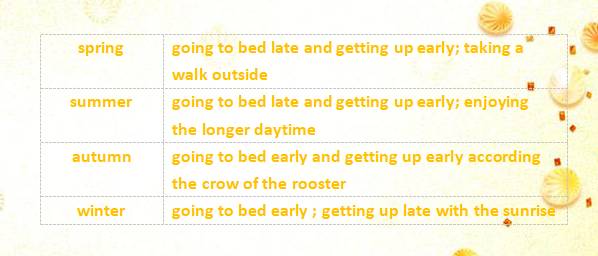 spring
going to bed late and getting up early; taking a
walk outside
summer
going to bed late and getting up early; enjoying
the longer daytime
autumn
going to bed early and getting up early according
the crow of the rooster
winter
going to bed early ; getting up late with the sunrise